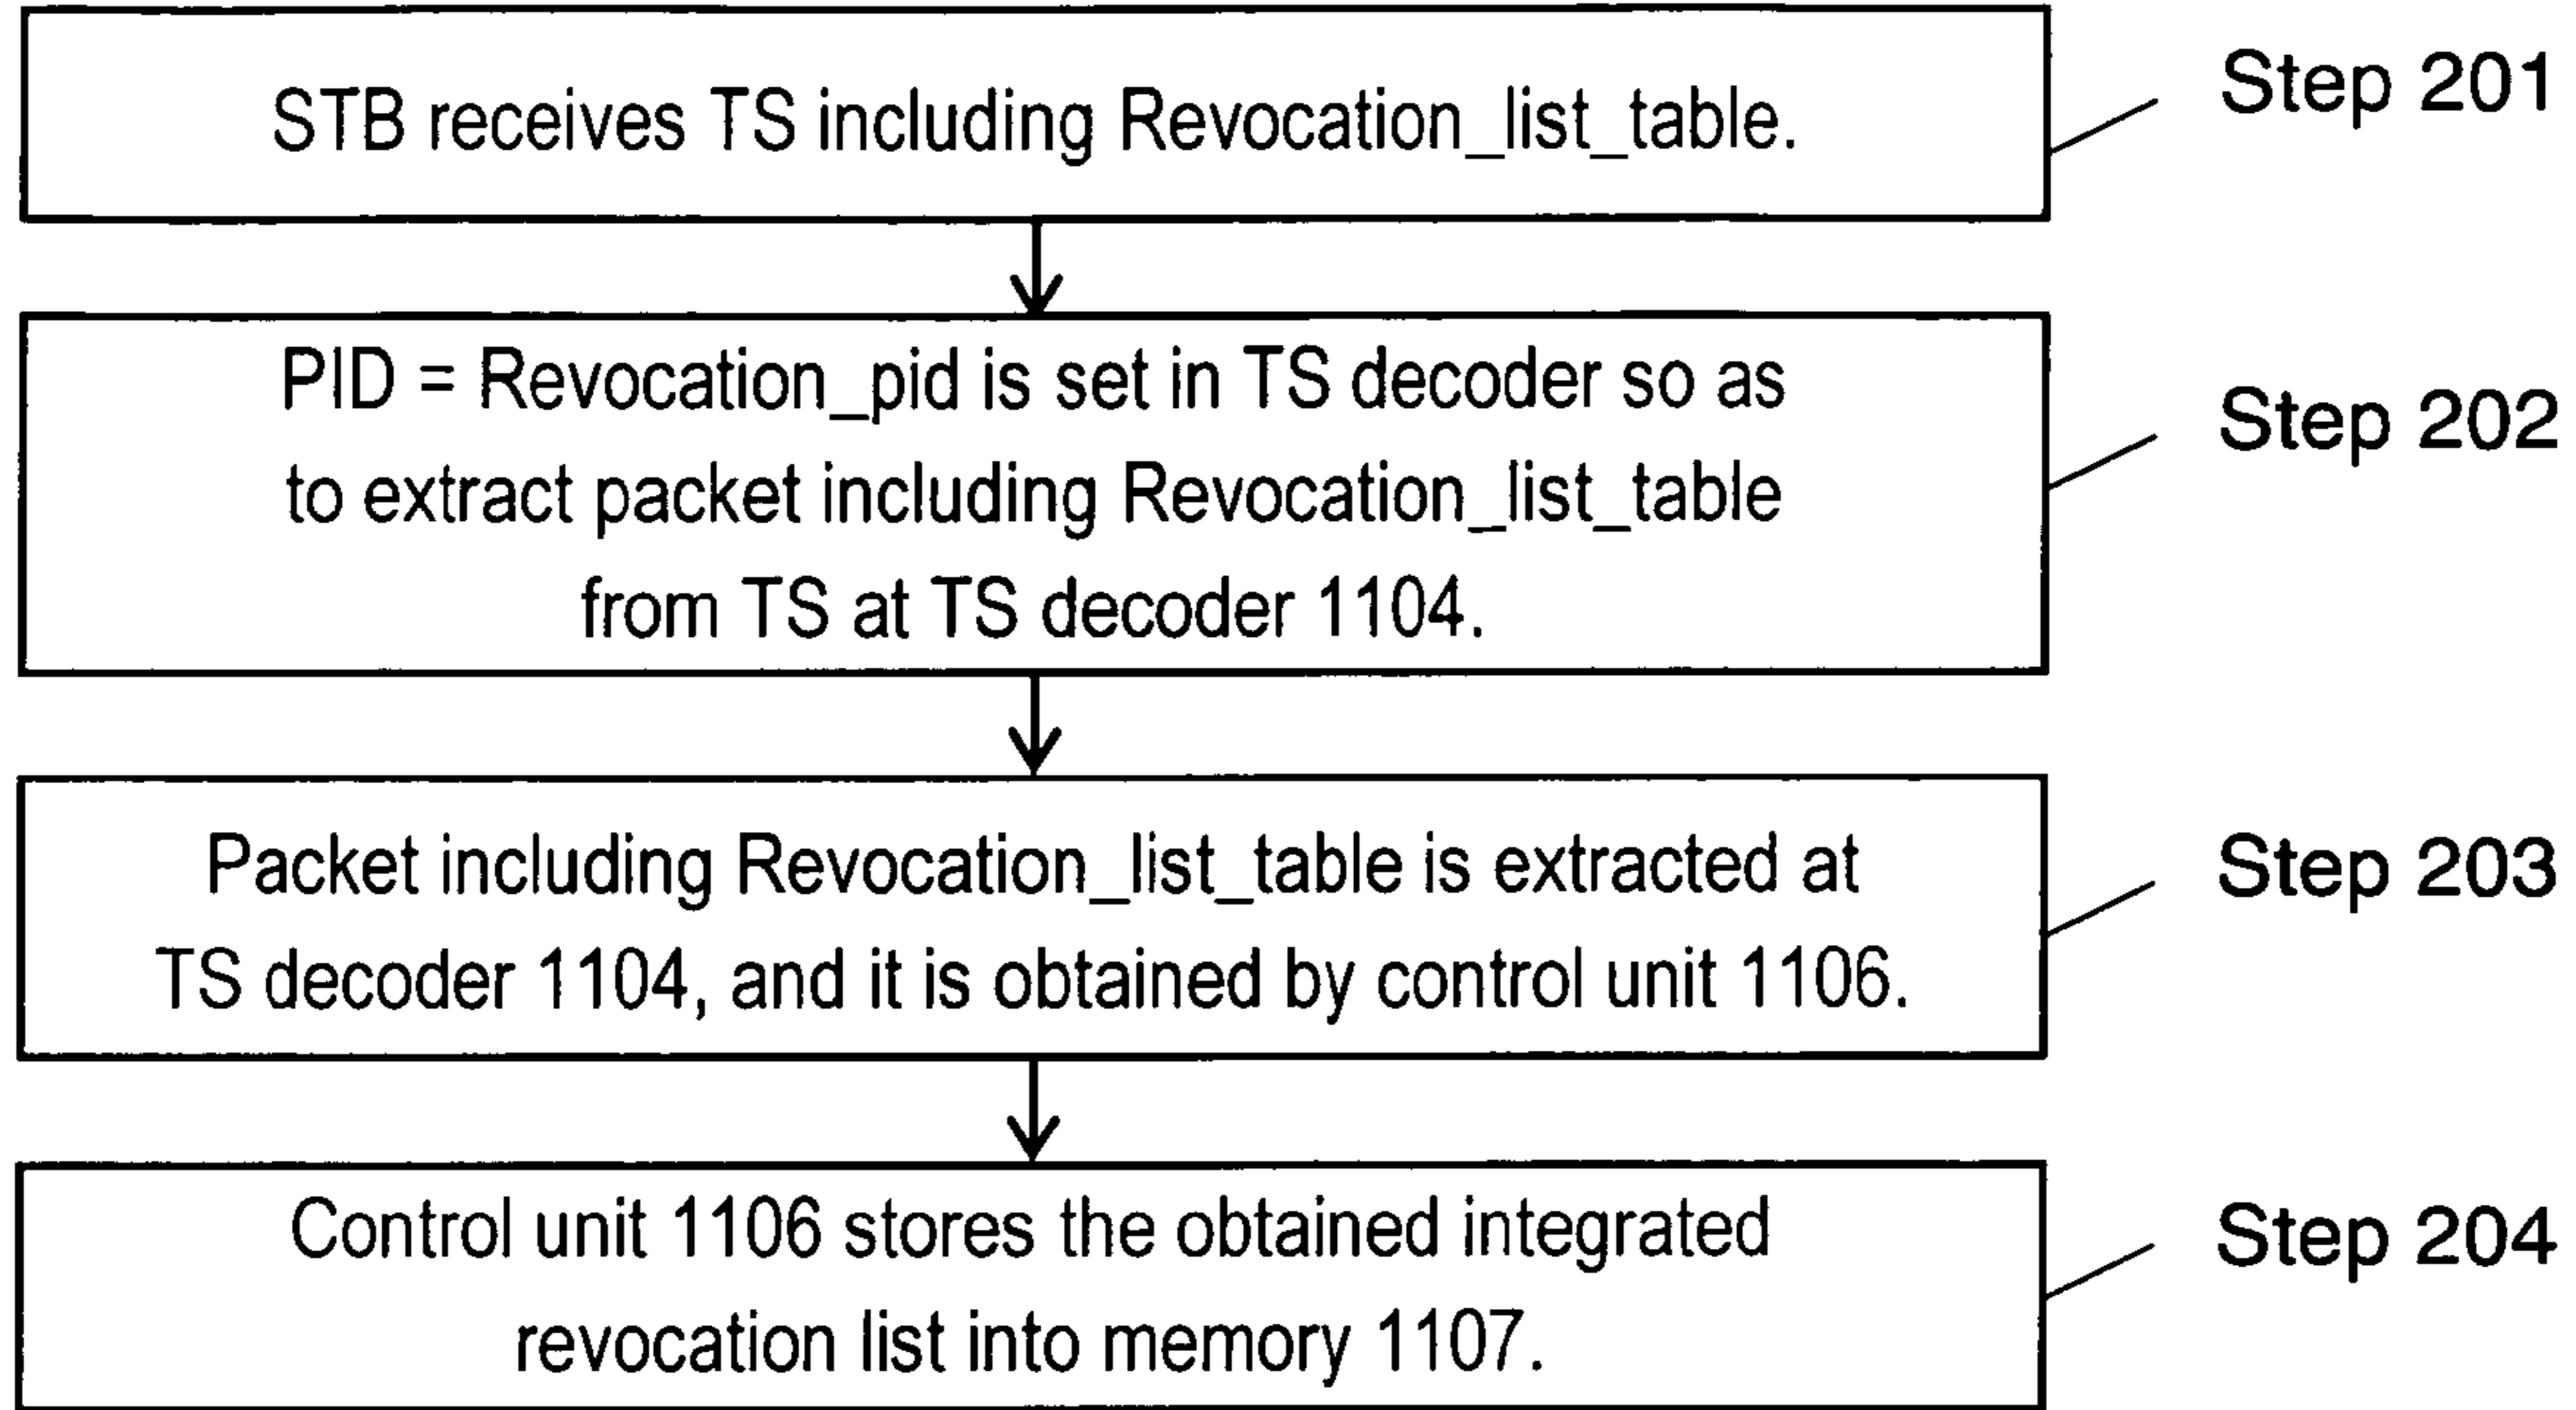 STB receives TS including Revocation_list_table.
Step 201
PID = Revocation_pid is set in TS decoder so as
to extract packet including Revocation_list_table
from TS at TS decoder 1104.
Step 202
Packet including Revocation_list_table is extracted at
TS decoder 1104, and it is obtained by control unit 1106.
Step 203
Control unit 1106 stores the obtained integrated
revocation list into memory 1107.
Step 204